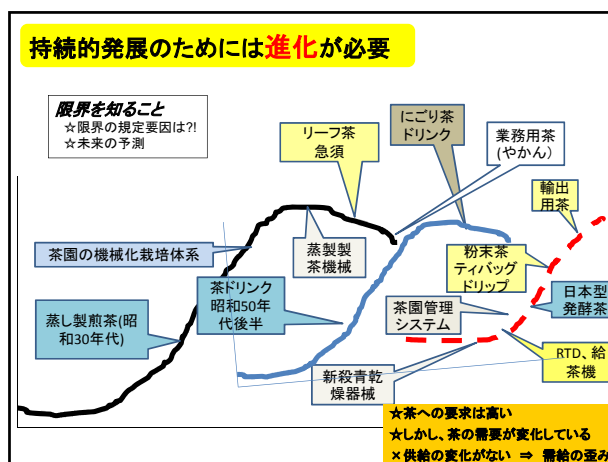 持続的発展のためには進化が必要
限界を知ること
☆限界の規定要因は?!
☆未来の予測
リーフ茶
急須
にごり茶
ドリンク
業務用茶
(やかん)
輸出
用茶
茶園の機械化栽培体系
蒸製製
茶機械
粉末茶
ティバッグ
ドリップ
蒸し製煎茶(昭
和30年代)
茶ドリンク
昭和50年
代後半
茶園管理
システム
日本型
発酵茶
新殺青乾
燥器械
RTD、給
茶機
★茶への要求は高い
★しかし、茶の需要が変化している
×供給の変化がない ⇒ 需給の歪み